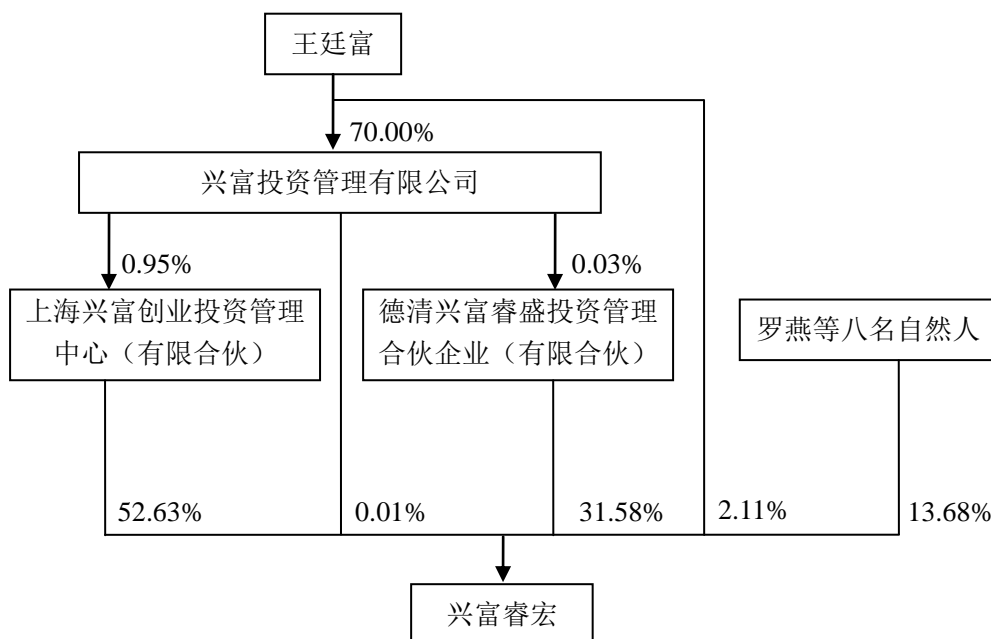 王廷富
70.00%
兴富投资管理有限公司
0.95%
0.03%
上海兴富创业投资管理
中心（有限合伙）
德清兴富睿盛投资管理
合伙企业（有限合伙）
罗燕等八名自然人
52.63%
0.01%
31.58%
2.11%
13.68%
兴富睿宏